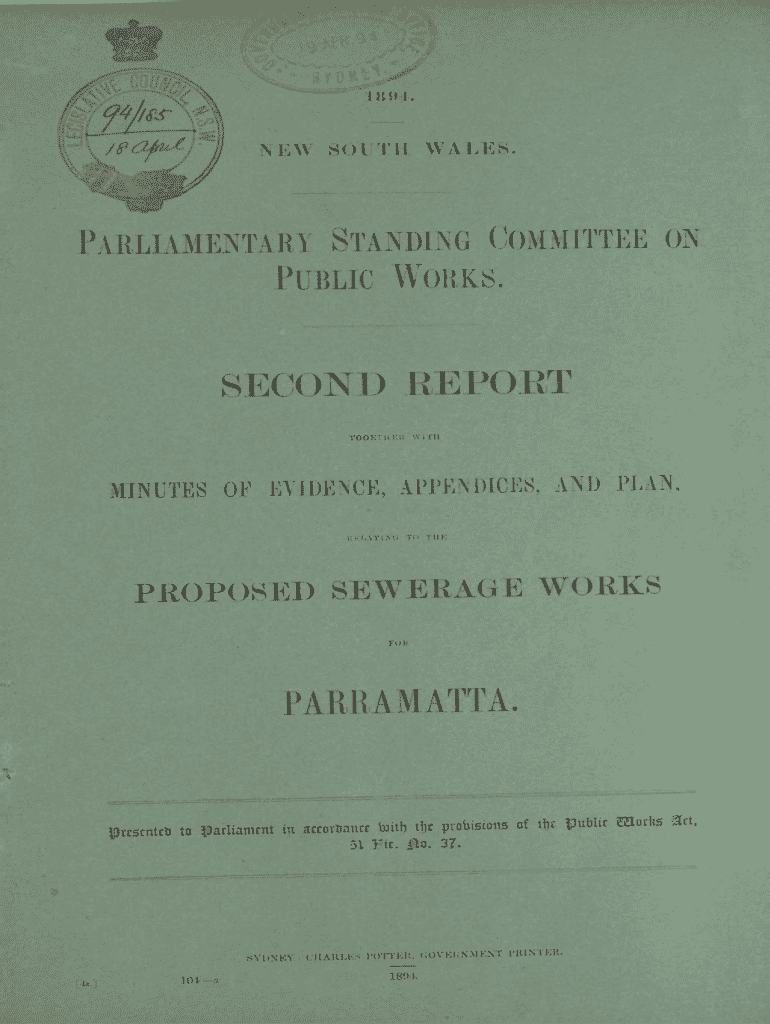 LEGISLATIVE COUNCIL, N.S.W.
94/185
18 April
SYDNEY
1894.
NEW SOUTH WALES.
PARLIAMENTARY STANDING COMMITTEE ON
PUBLIC WORKS.
SECOND REPORT
TOGETHER WITH
MINUTES OF EVIDENCE, APPENDICES, AND PLAN,
RELATING TO THE
PROPOSED SEWERAGE WORKS
FOR
PARRAMATTA.
Presented to Parliament in accordance with the provisions of the Public Works Act,
51 Vic. No. 37.
SYDNEY: CHARLES POTTER, GOVERNMENT PRINTER.
1894.
104—a